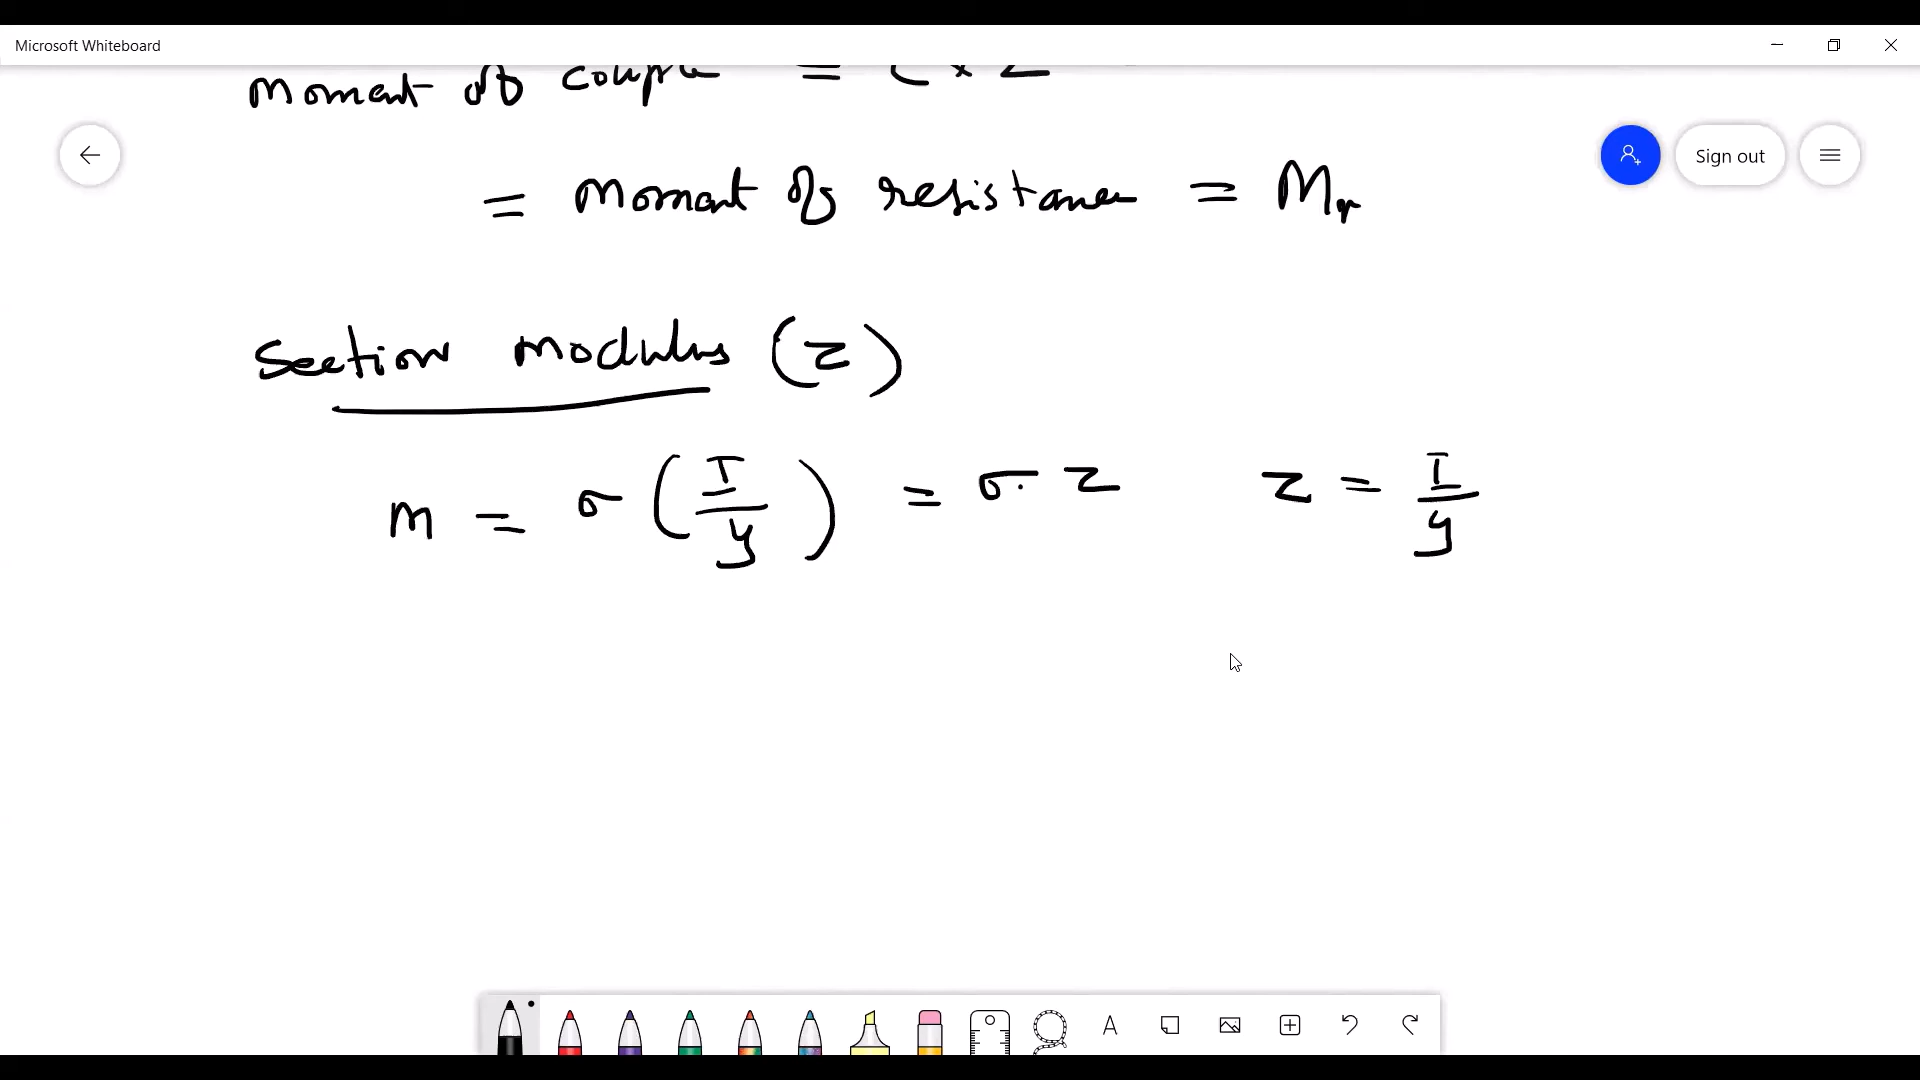 Microsoft Whiteboard
Moment of couple =
Sign out
= Moment of resistance = Mr
Section modulus (Z)
M = σ (I/y) = σ. Z Z = I/y